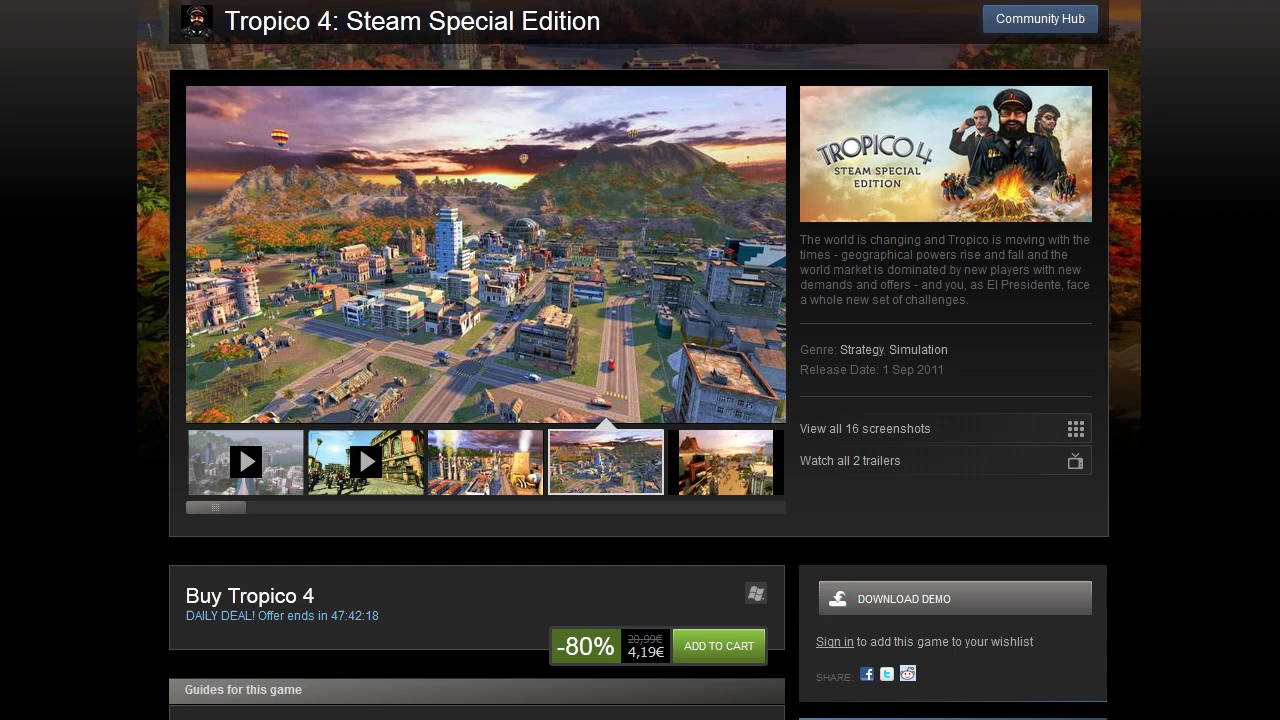 Tropico 4: Steam Special Edition
Community Hub
TROPICO 4
STEAM SPECIAL
EDITION
The world is changing and Tropico is moving with the
times - geographical powers rise and fall and the
world market is dominated by new players with new
demands and offers - and you, as El Presidente, face
a whole new set of challenges.
Genre: Strategy, Simulation
Release Date: 1 Sep 2011
View all 16 screenshots
Watch all 2 trailers
Buy Tropico 4
DAILY DEAL! Offer ends in 47:42:18
-80%
20,99€
4,19€
ADD TO CART
Guides for this game
DOWNLOAD DEMO
Sign in to add this game to your wishlist
SHARE: